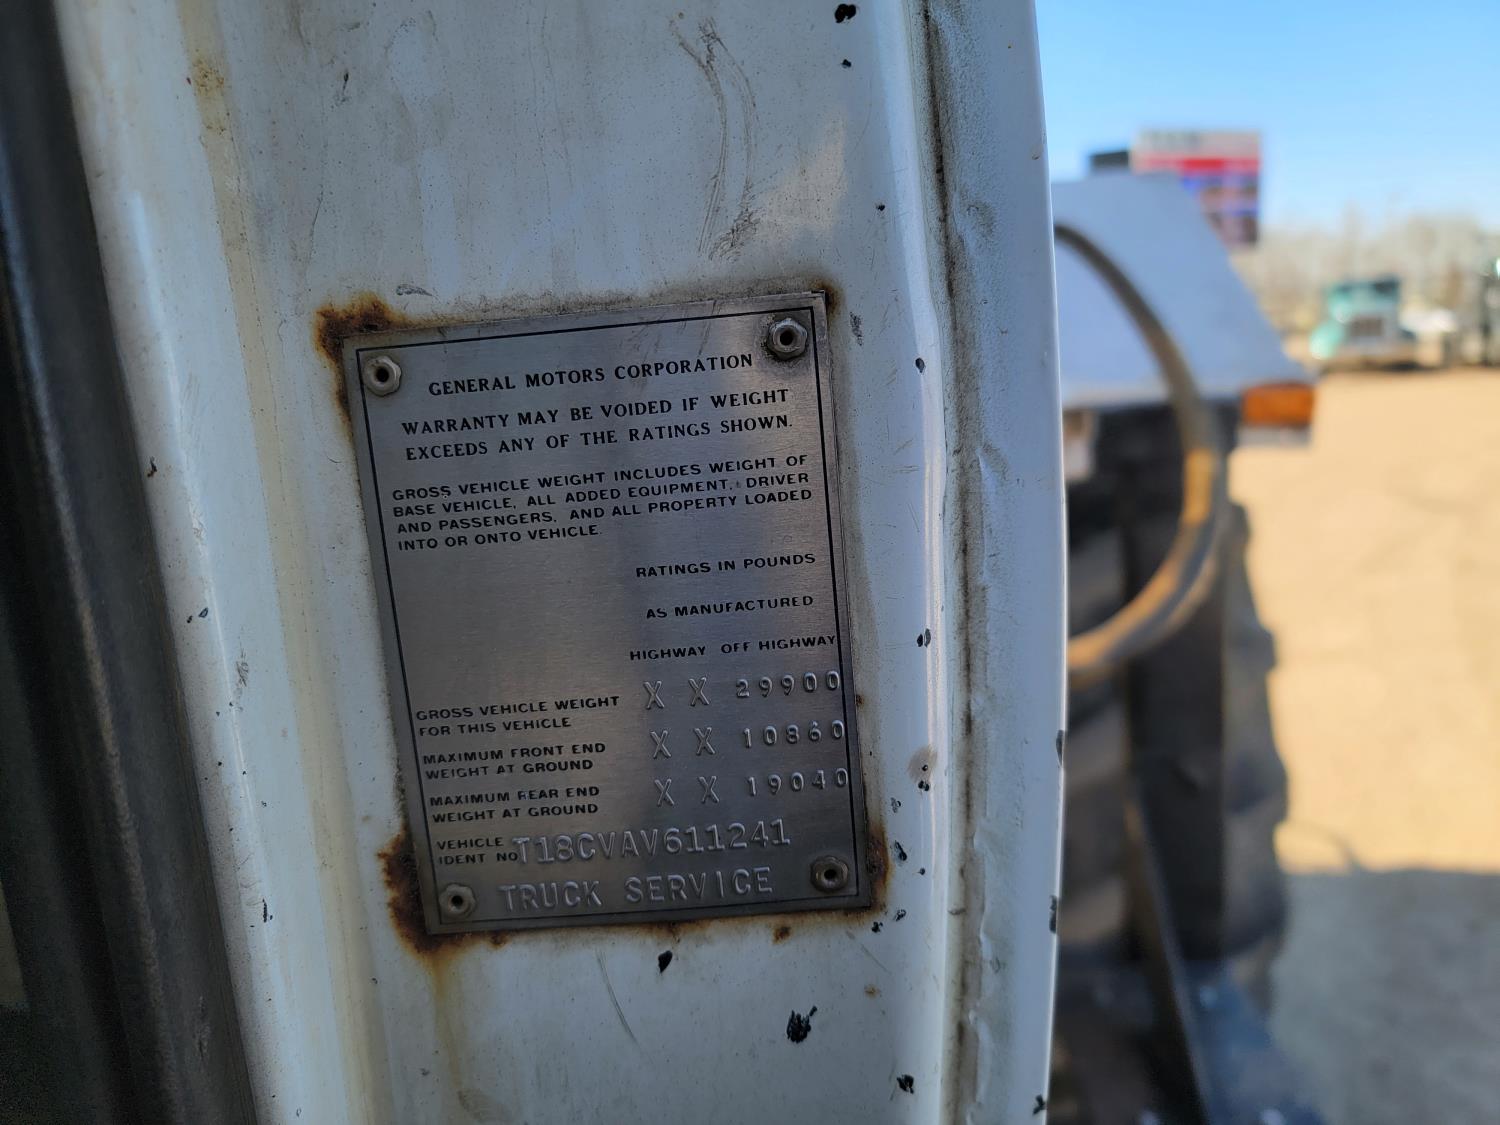 GENERAL MOTORS CORPORATION
WARRANTY MAY BE VOIDED IF WEIGHT
EXCEEDS ANY OF THE RATINGS SHOWN.
GROSS VEHICLE WEIGHT INCLUDES WEIGHT OF
BASE VEHICLE, ALL ADDED EQUIPMENT, DRIVER
AND PASSENGERS, AND ALL PROPERTY LOADED
INTO OR ONTO VEHICLE.
RATINGS IN POUNDS
AS MANUFACTURED
HIGHWAY OFF HIGHWAY
GROSS VEHICLE WEIGHT X X 29900
FOR THIS VEHICLE
MAXIMUM FRONT END X X 10860
WEIGHT AT GROUND
MAXIMUM REAR END X X 19040
WEIGHT AT GROUND
VEHICLE
IDENT NO T18CVAV611241
TRUCK SERVICE